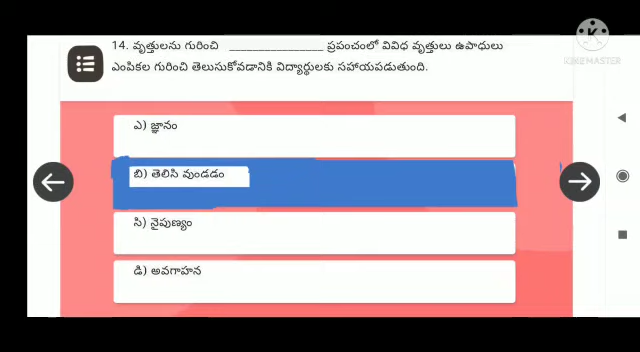 14. వృత్తులను గురించి ________________ ప్రపంచంలో వివిధ వృత్తులు ఉపాధులు
ఎంపికల గురించి తెలుసుకోవడానికి విద్యార్థులకు సహాయపడుతుంది.
ఎ) జ్ఞానం
బి) తెలిసి వుండడం
సి) నైపుణ్యం
డి) అవగాహన
KINEMASTER